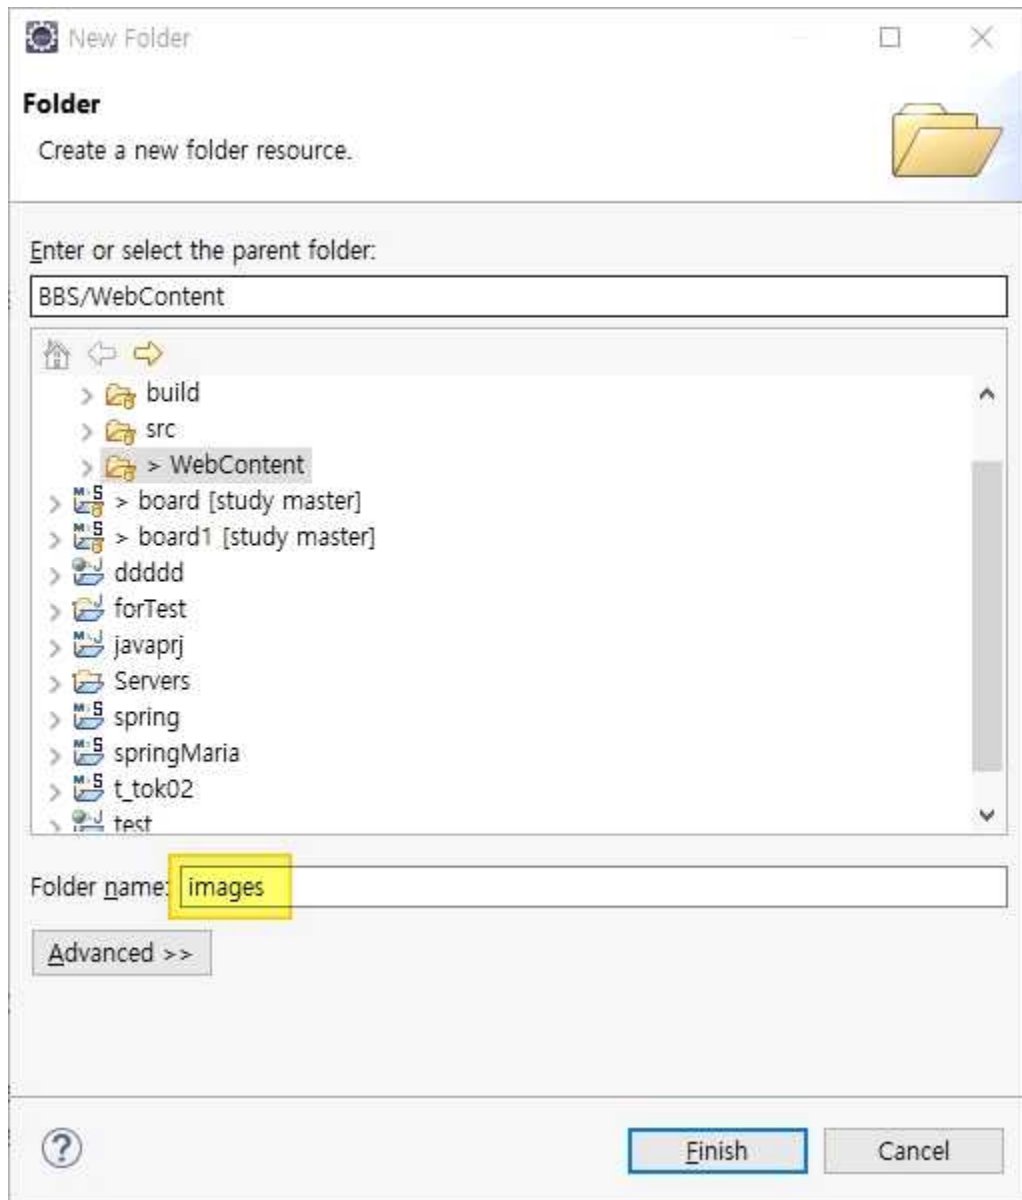 New Folder
Folder
Create a new folder resource.
Enter or select the parent folder:
BBS/WebContent
build
src
> WebContent
> board [study master]
> board1 [study master]
ddddd
forTest
javaprj
Servers
spring
springMaria
t_tok02
test
Folder name: images
Advanced >>
?
Finish Cancel